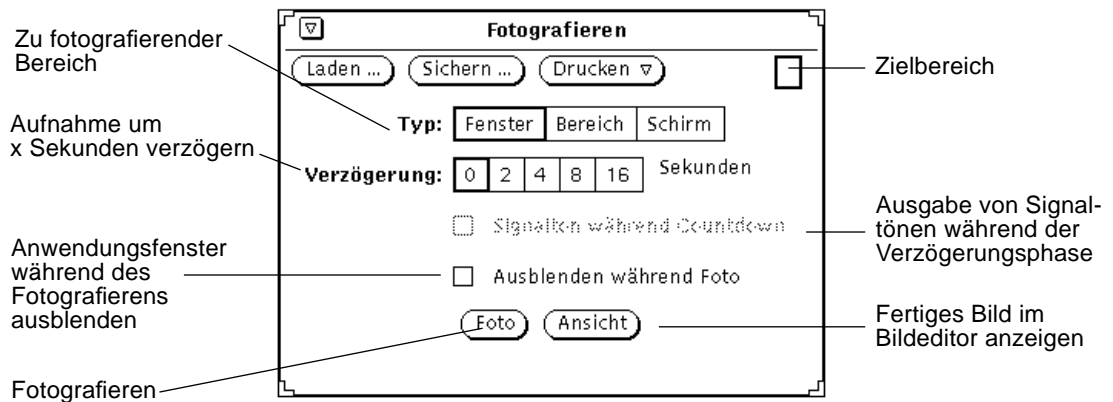 Fotografieren
Zu fotografierender
Bereich
Laden ... Sichern ... Drucken
Zielbereich
Aufnahme um
x Sekunden verzögern
Typ: Fenster Bereich Schirm
Verzögerung: 0 2 4 8 16 Sekunden
Signalton während Countdown
Ausgabe von Signal-
tönen während der
Verzögerungsphase
Anwendungsfenster
während des
Fotografierens
ausblenden
Ausblenden während Foto
Foto Ansicht
Fertiges Bild im
Bildeditor anzeigen
Fotografieren